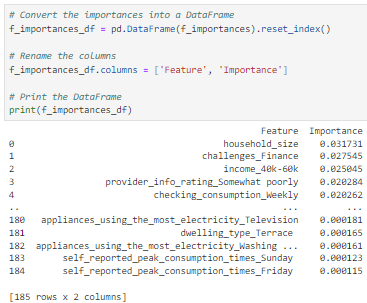 # Convert the importances into a DataFrame
f_importances_df = pd.DataFrame(f_importances).reset_index()
# Rename the columns
f_importances_df.columns = ['Feature', 'Importance']
# Print the DataFrame
print(f_importances_df)
Feature Importance
0 household_size 0.031731
1 challenges_Finance 0.027545
2 income_40k-60k 0.025045
3 provider_info_rating_Somewhat poorly 0.020284
4 checking_consumption_Weekly 0.020262
.. ... ...
180 appliances_using_the_most_electricity_Television 0.000181
181 dwelling_type_Terrace 0.000165
182 appliances_using_the_most_electricity_Washing ... 0.000161
183 self_reported_peak_consumption_times_Sunday 0.000123
184 self_reported_peak_consumption_times_Friday 0.000115
[185 rows x 2 columns]